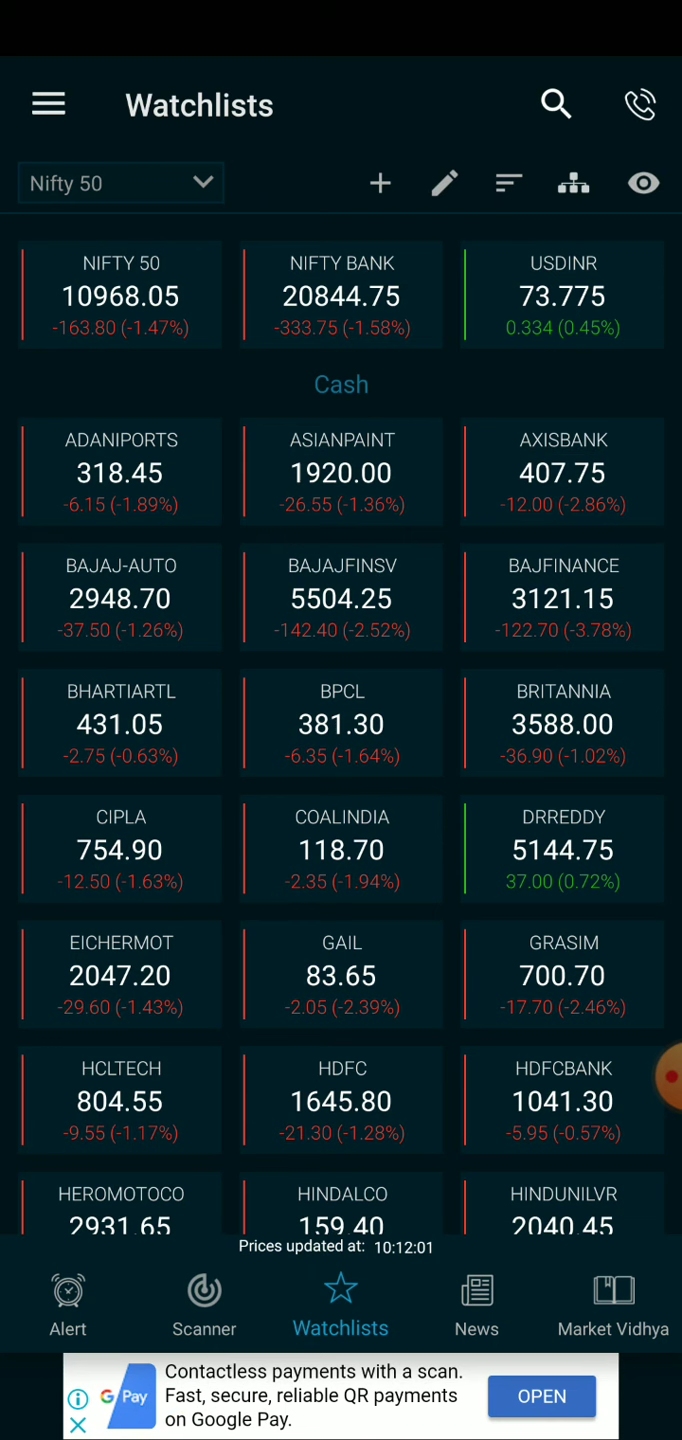 Watchlists
Nifty 50
NIFTY 50 NIFTY BANK USDINR
10968.05 20844.75 73.775
-163.80 (-1.47%) -333.75 (-1.58%) 0.334 (0.45%)
Cash
ADANIPORTS ASIANPAINT AXISBANK
318.45 1920.00 407.75
-6.15 (-1.89%) -26.55 (-1.36%) -12.00 (-2.86%)
BAJAJ-AUTO BAJAJFINSV BAJFINANCE
2948.70 5504.25 3121.15
-37.50 (-1.26%) -142.40 (-2.52%) -122.70 (-3.78%)
BHARTIARTL BPCL BRITANNIA
431.05 381.30 3588.00
-2.75 (-0.63%) -6.35 (-1.64%) -36.90 (-1.02%)
CIPLA COALINDIA DRREDDY
754.90 118.70 5144.75
-12.50 (-1.63%) -2.35 (-1.94%) 37.00 (0.72%)
EICHERMOT GAIL GRASIM
2047.20 83.65 700.70
-29.60 (-1.43%) -2.05 (-2.39%) -17.70 (-2.46%)
HCLTECH HDFC HDFCBANK
804.55 1645.80 1041.30
-9.55 (-1.17%) -21.30 (-1.28%) -5.95 (-0.57%)
HEROMOTOCO HINDALCO HINDUNILVR
2931.65 159.40 2040.45
Prices updated at: 10:12:01
Alert Scanner Watchlists News Market Vidhya
Contactless payments with a scan.
Fast, secure, reliable QR payments
on Google Pay.
G Pay
OPEN